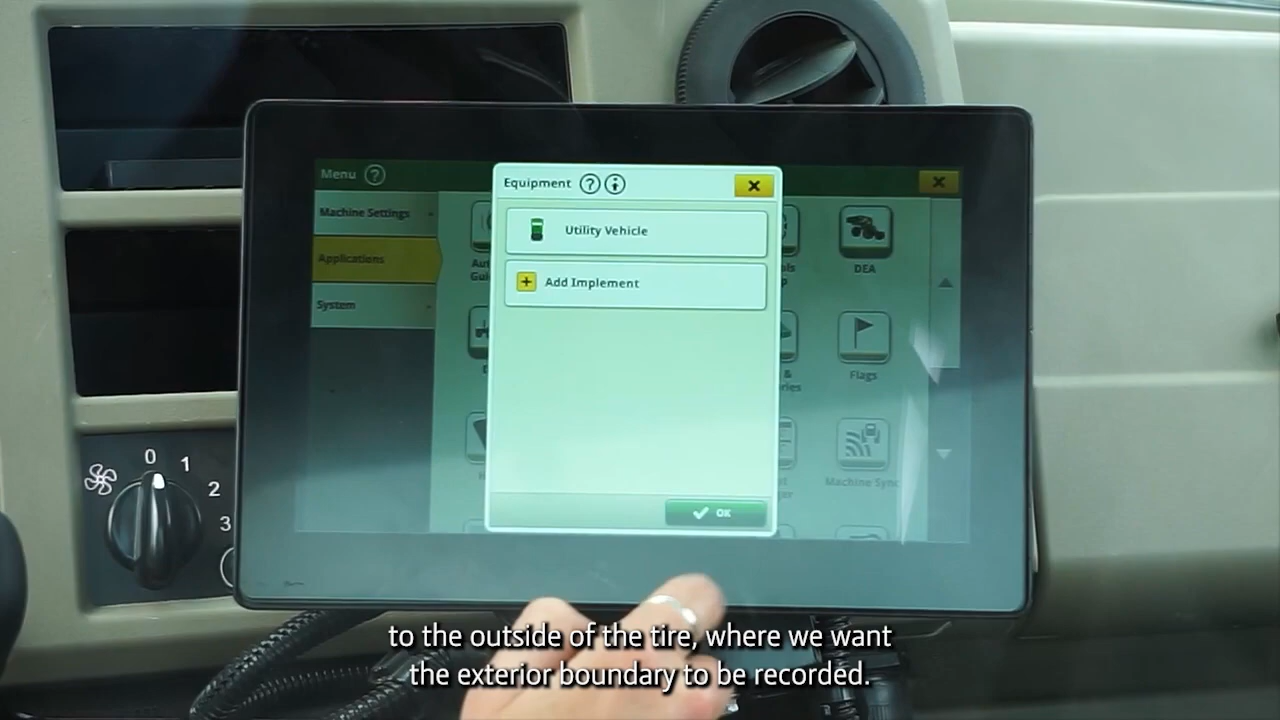 Menu ?
Machine Settings
Applications
System
Equipment ?
Utility Vehicle
Add Implement
OK
DEA
Flags
Machine Sync
0
1
2
3
to the outside of the tire, where we want
the exterior boundary to be recorded.